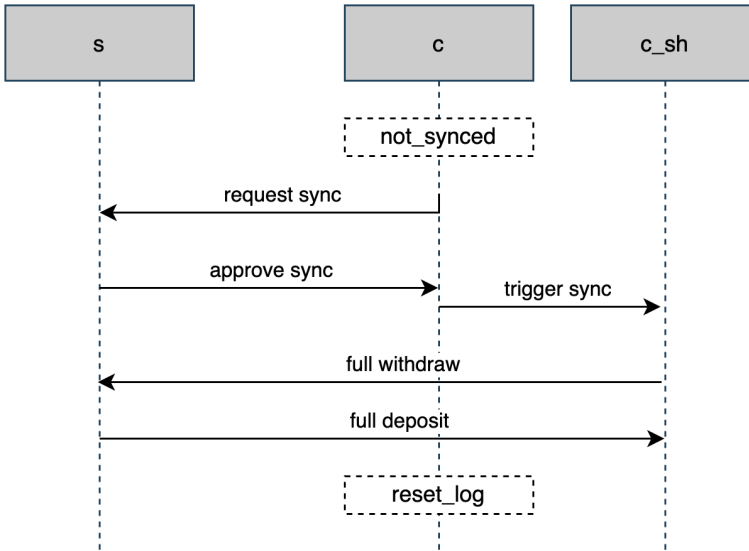 s
c
c_sh
not_synced
request sync
approve sync
trigger sync
full withdraw
full deposit
reset_log